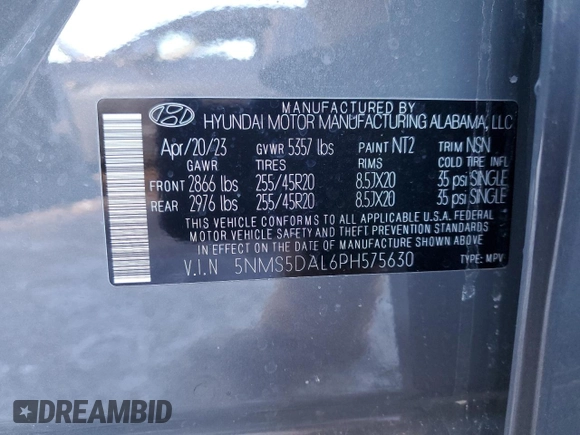 MANUFACTURED BY
HYUNDAI MOTOR MANUFACTURING ALABAMA, LLC
Apr/20/23 GVWR 5357 lbs PAINT NT2 TRIM NSN
GAWR TIRES RIMS COLD TIRE INFL
FRONT 2866 lbs 255/45R20 8.5JX20 35 psi SINGLE
REAR 2976 lbs 255/45R20 8.5JX20 35 psi SINGLE
THIS VEHICLE CONFORMS TO ALL APPLICABLE U.S.A. FEDERAL
MOTOR VEHICLE SAFETY AND THEFT PREVENTION STANDARDS
IN EFFECT ON THE DATE OF MANUFACTURE SHOWN ABOVE.
V.I.N 5NMS5DAL6PH575630 TYPE: MPV
DREAMBID